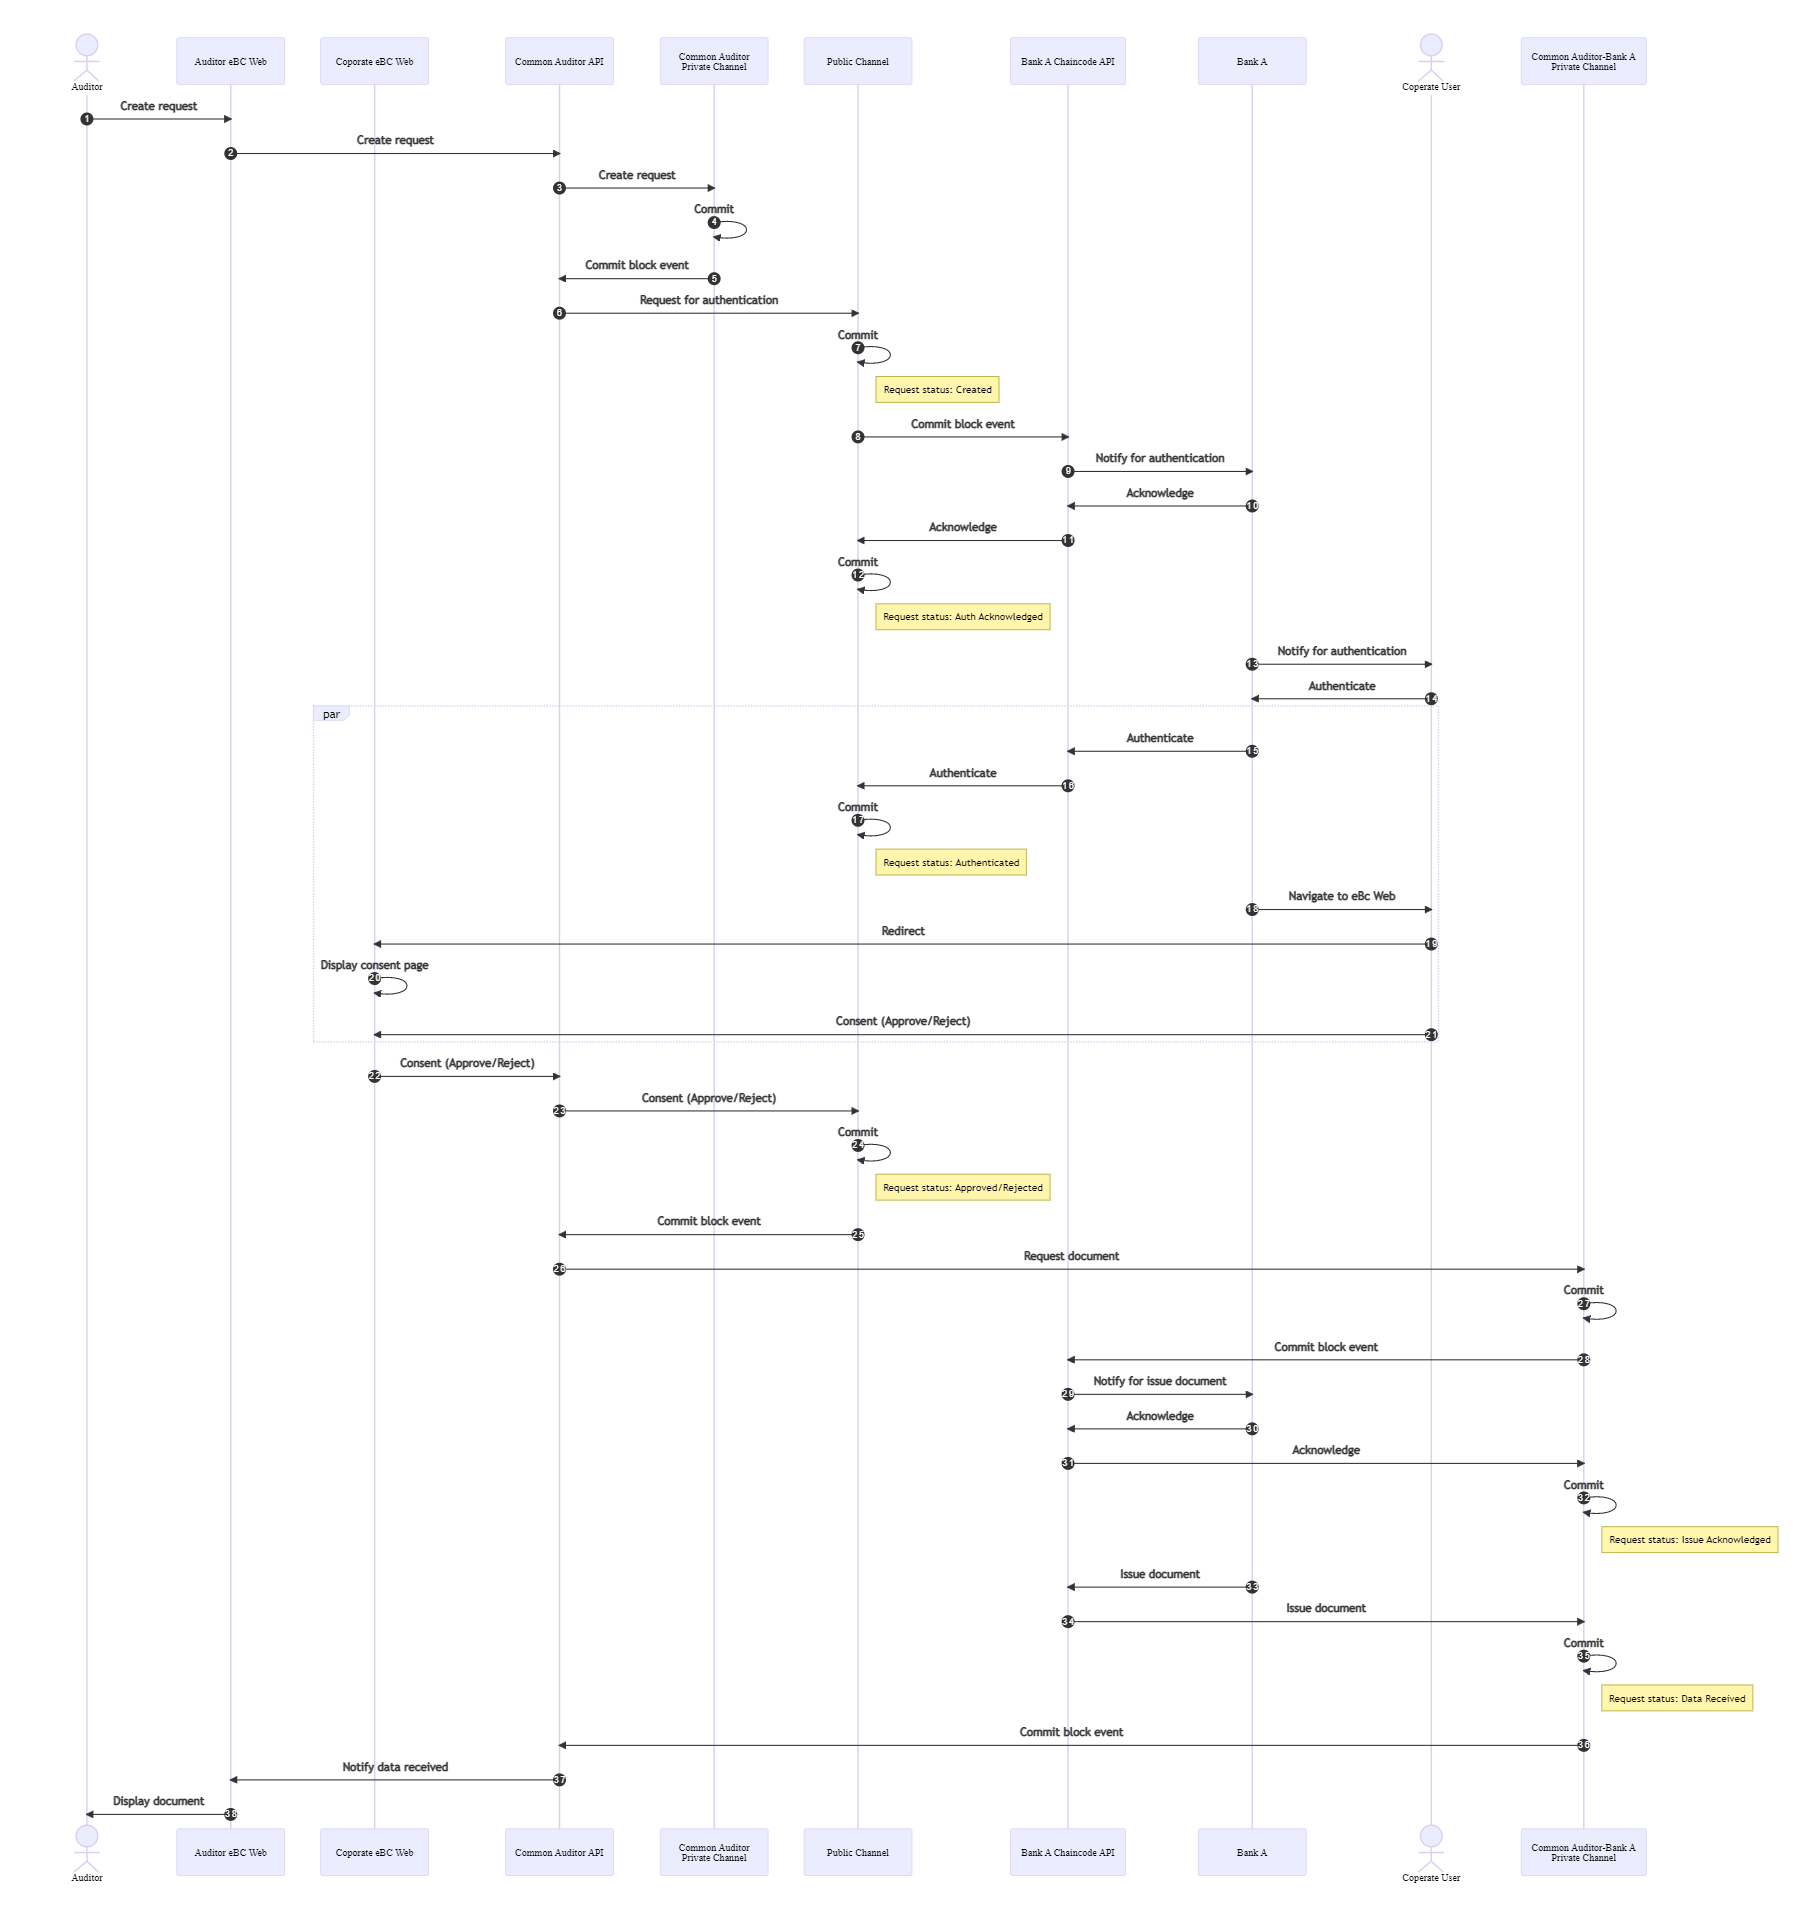 Auditor
Auditor eBC Web
Coporate eBC Web
Common Auditor API
Common Auditor
Private Channel
Public Channel
Bank A Chaincode API
Bank A
Coperate User
Common Auditor-Bank A
Private Channel
Create request
1
Create request
2
Create request
3
Commit
4
Commit block event
5
Request for authentication
6
Commit
7
Request status: Created
Commit block event
8
Notify for authentication
9
Acknowledge
10
Acknowledge
11
Commit
12
Request status: Auth Acknowledged
Notify for authentication
13
Authenticate
14
par
Authenticate
15
Authenticate
16
Commit
17
Request status: Authenticated
Navigate to eBc Web
18
Redirect
19
Display consent page
20
Consent (Approve/Reject)
21
Consent (Approve/Reject)
22
Consent (Approve/Reject)
23
Commit
24
Request status: Approved/Rejected
Commit block event
25
Request document
26
Commit
27
Commit block event
28
Notify for issue document
29
Acknowledge
30
Acknowledge
31
Commit
32
Request status: Issue Acknowledged
Issue document
33
Issue document
34
Commit
35
Request status: Data Received
Commit block event
36
Notify data received
37
Display document
38
Auditor
Auditor eBC Web
Coporate eBC Web
Common Auditor API
Common Auditor
Private Channel
Public Channel
Bank A Chaincode API
Bank A
Coperate User
Common Auditor-Bank A
Private Channel